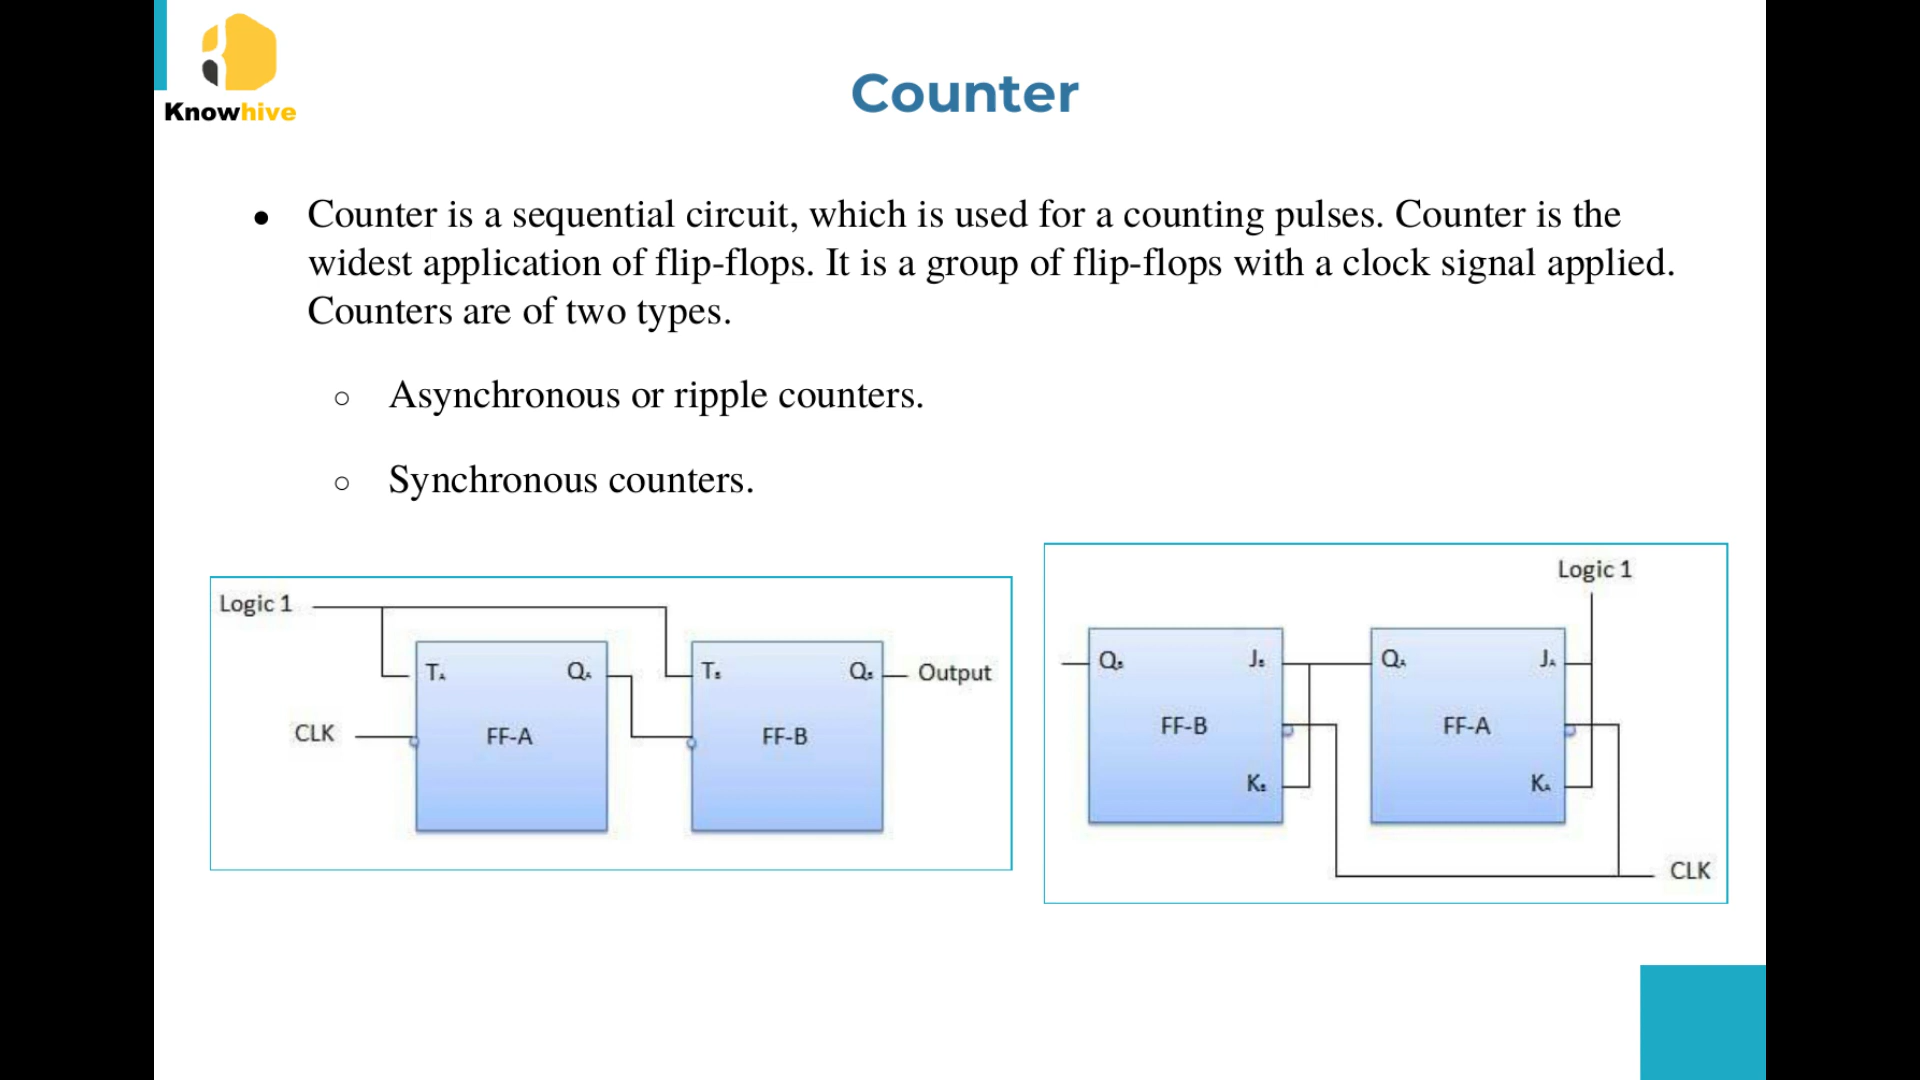 Knowhive
Counter
● Counter is a sequential circuit, which is used for a counting pulses. Counter is the
widest application of flip-flops. It is a group of flip-flops with a clock signal applied.
Counters are of two types.
○ Asynchronous or ripple counters.
○ Synchronous counters.
Logic 1
TA QA TB QB Output
CLK FF-A FF-B
Logic 1
QB JB QA JA
FF-B FF-A
KB KA
CLK